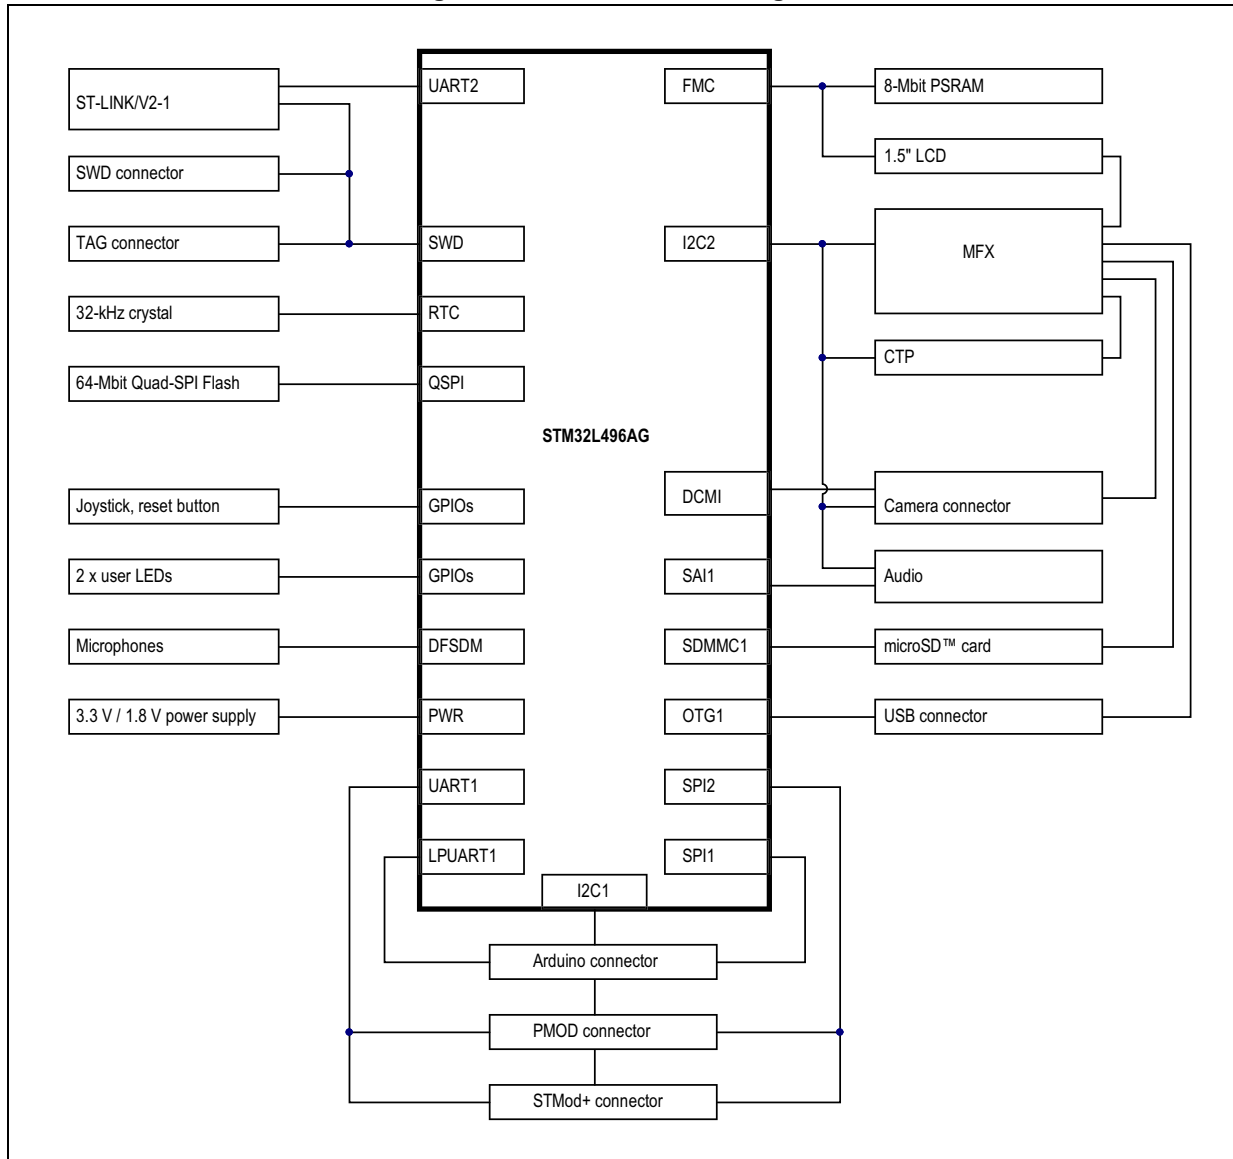 UART2
FMC
8-Mbit PSRAM
ST-LINK/V2-1
1.5" LCD
SWD connector
TAG connector
SWD
I2C2
MFX
32-kHz crystal
RTC
CTP
64-Mbit Quad-SPI Flash
QSPI
STM32L496AG
DCMI
Joystick, reset button
GPIOs
Camera connector
2 x user LEDs
GPIOs
SAI1
Audio
Microphones
DFSDM
SDMMC1
microSD™ card
3.3 V / 1.8 V power supply
PWR
OTG1
USB connector
UART1
SPI2
LPUART1
SPI1
I2C1
Arduino connector
PMOD connector
STMod+ connector